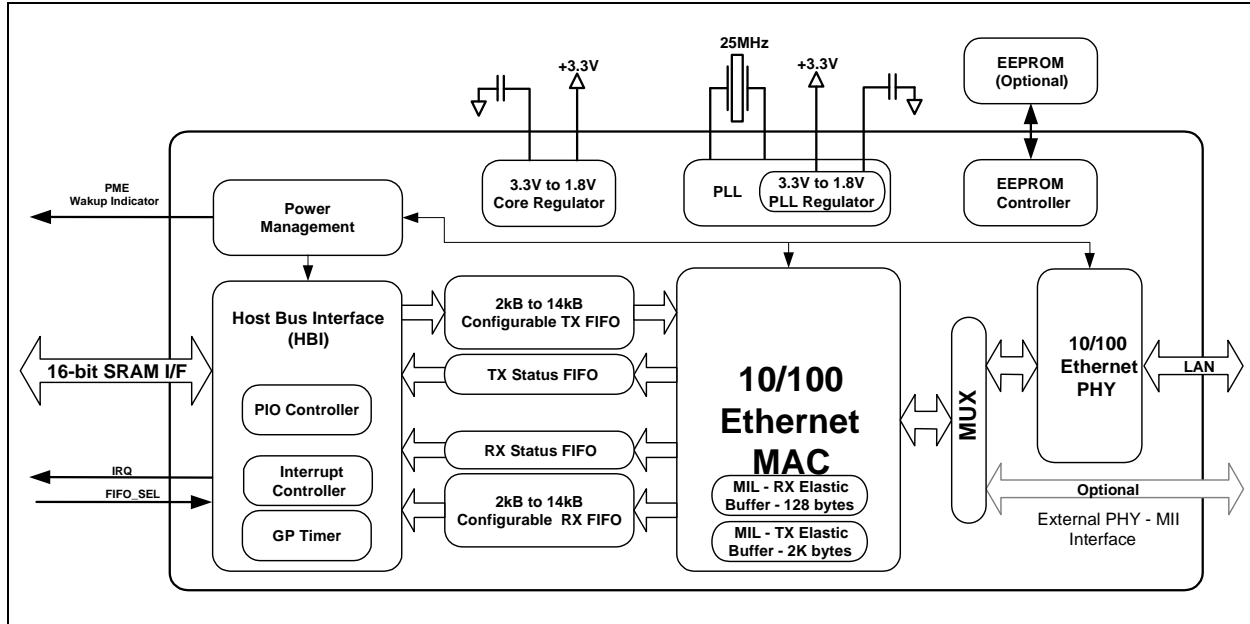 25MHz
+3.3V
+3.3V
EEPROM
(Optional)
PME
Wakup Indicator
Power
Management
3.3V to 1.8V
Core Regulator
PLL
3.3V to 1.8V
PLL Regulator
EEPROM
Controller
Host Bus Interface
(HBI)
2kB to 14kB
Configurable TX FIFO
16-bit SRAM I/F
TX Status FIFO
PIO Controller
RX Status FIFO
IRQ
FIFO_SEL
Interrupt
Controller
2kB to 14kB
Configurable RX FIFO
GP Timer
10/100
Ethernet
MAC
MIL - RX Elastic
Buffer - 128 bytes
MIL - TX Elastic
Buffer - 2K bytes
MUX
10/100
Ethernet
PHY
LAN
Optional
External PHY - MII
Interface